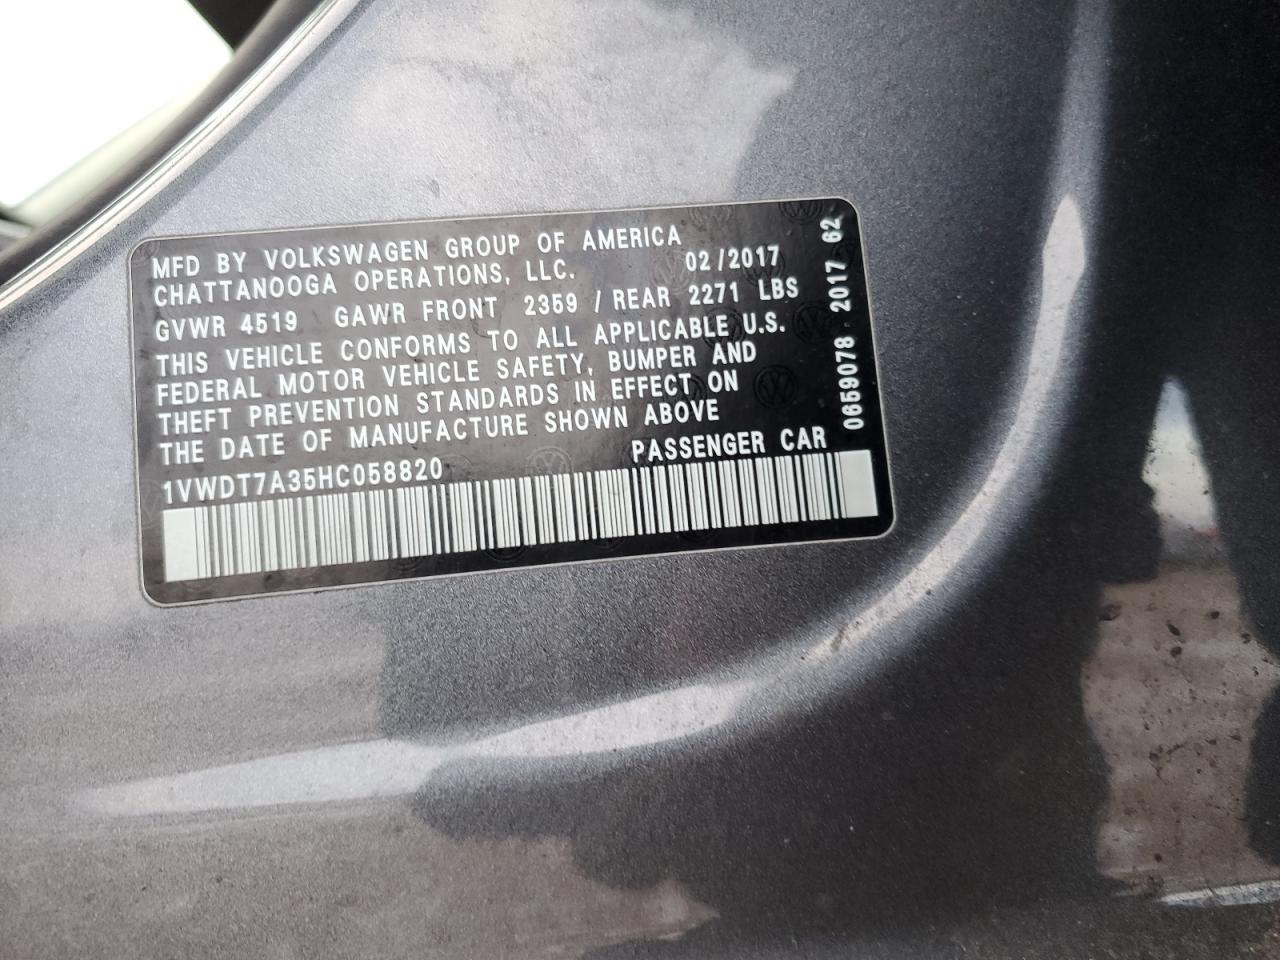 MFD BY VOLKSWAGEN GROUP OF AMERICA
CHATTANOOGA OPERATIONS, LLC. 02/2017
GVWR 4519 GAWR FRONT 2359 / REAR 2271 LBS
THIS VEHICLE CONFORMS TO ALL APPLICABLE U.S.
FEDERAL MOTOR VEHICLE SAFETY, BUMPER AND
THEFT PREVENTION STANDARDS IN EFFECT ON
THE DATE OF MANUFACTURE SHOWN ABOVE
PASSENGER CAR
1VWDT7A35HC058820
0659078 2017 62